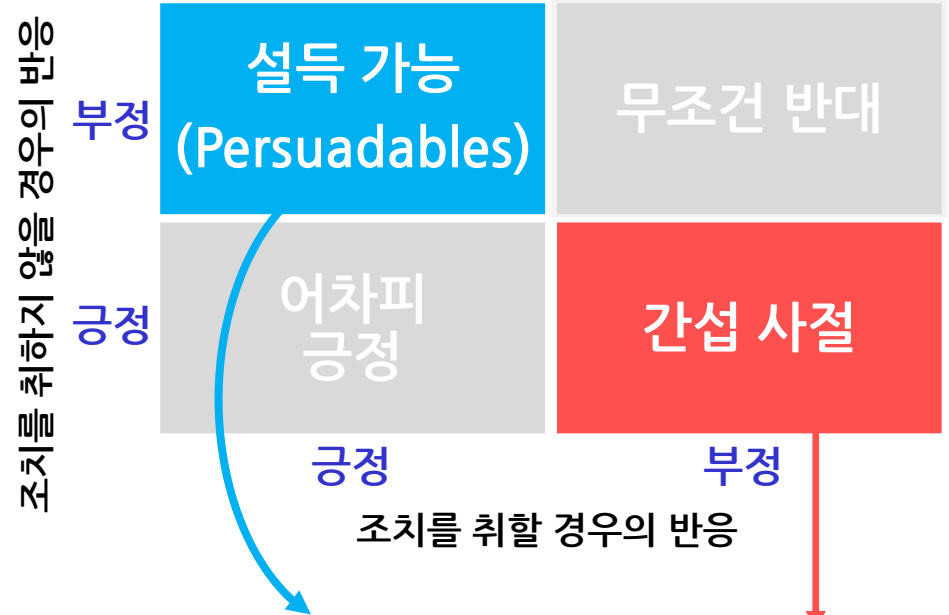 조치를 취하지 않을 경우의 반응
부정
설득 가능
(Persuadables)
무조건 반대
긍정
어차피
긍정
간섭 사절
긍정
부정
조치를 취할 경우의 반응